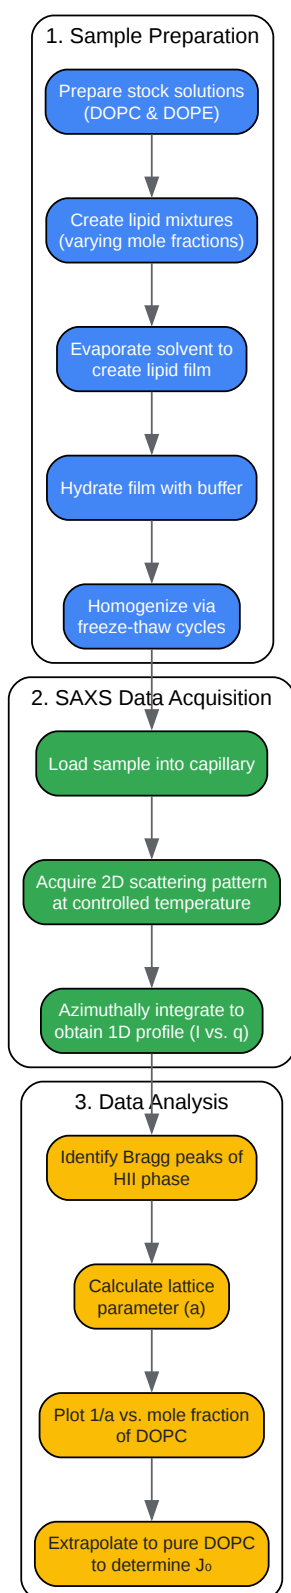 1. Sample Preparation
Prepare stock solutions
(DOPC & DOPE)
Create lipid mixtures
(varying mole fractions)
Evaporate solvent to
create lipid film
Hydrate film with buffer
Homogenize via
freeze-thaw cycles
2. SAXS Data Acquisition
Load sample into capillary
Acquire 2D scattering pattern
at controlled temperature
Azimuthally integrate to
obtain 1D profile (I vs. q)
3. Data Analysis
Identify Bragg peaks of
HII phase
Calculate lattice
parameter (a)
Plot 1/a vs. mole fraction
of DOPC
Extrapolate to pure DOPC
to determine J₀